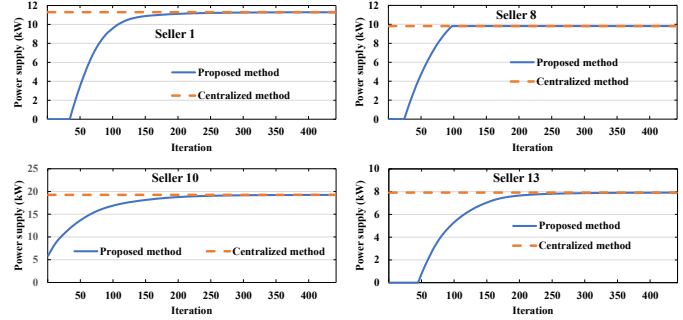 12
10
8
6
4
2
0
Power supply (kW)
Seller 1
Proposed method
Centralized method
50 100 150 200 250 300 350 400
Iteration
12
10
8
6
4
2
0
Power supply (kW)
Seller 8
Proposed method
Centralized method
50 100 150 200 250 300 350 400
Iteration
25
20
15
10
5
0
Power supply (kW)
Seller 10
Proposed method Centralized method
50 100 150 200 250 300 350 400
Iteration
10
8
6
4
2
0
Power supply (kW)
Seller 13
Proposed method
Centralized method
50 100 150 200 250 300 350 400
Iteration